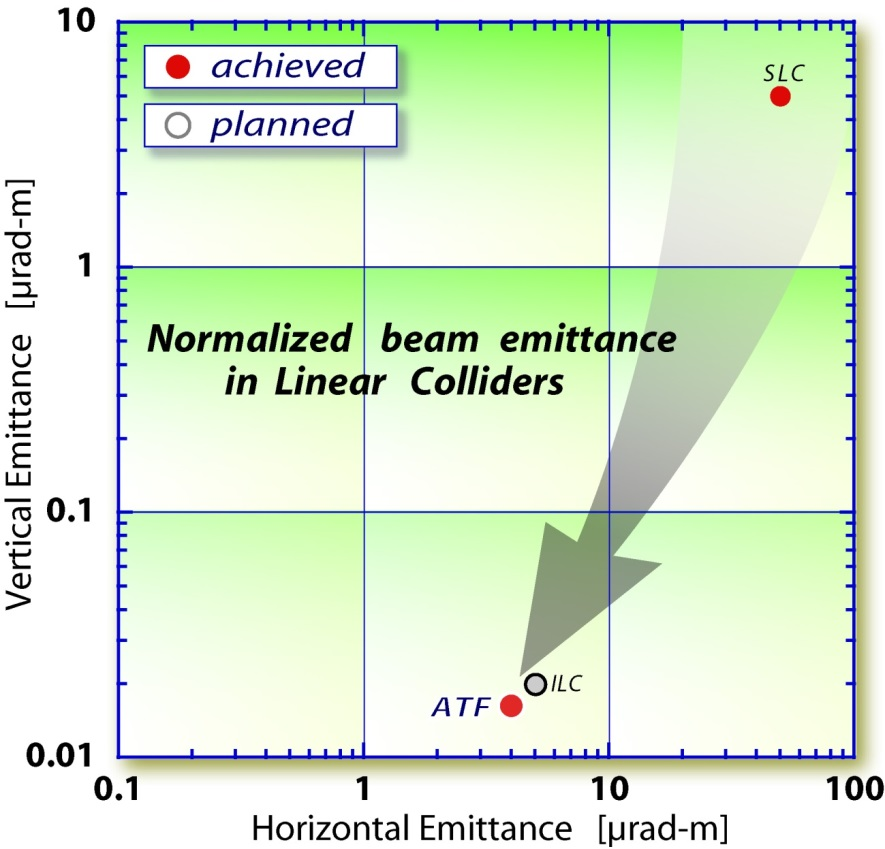 10
achieved
SLC
planned
Vertical Emittance [μrad-m]
1
Normalized beam emittance
in Linear Colliders
0.1
ILC
ATF
0.01
0.1 1 10 100
Horizontal Emittance [μrad-m]